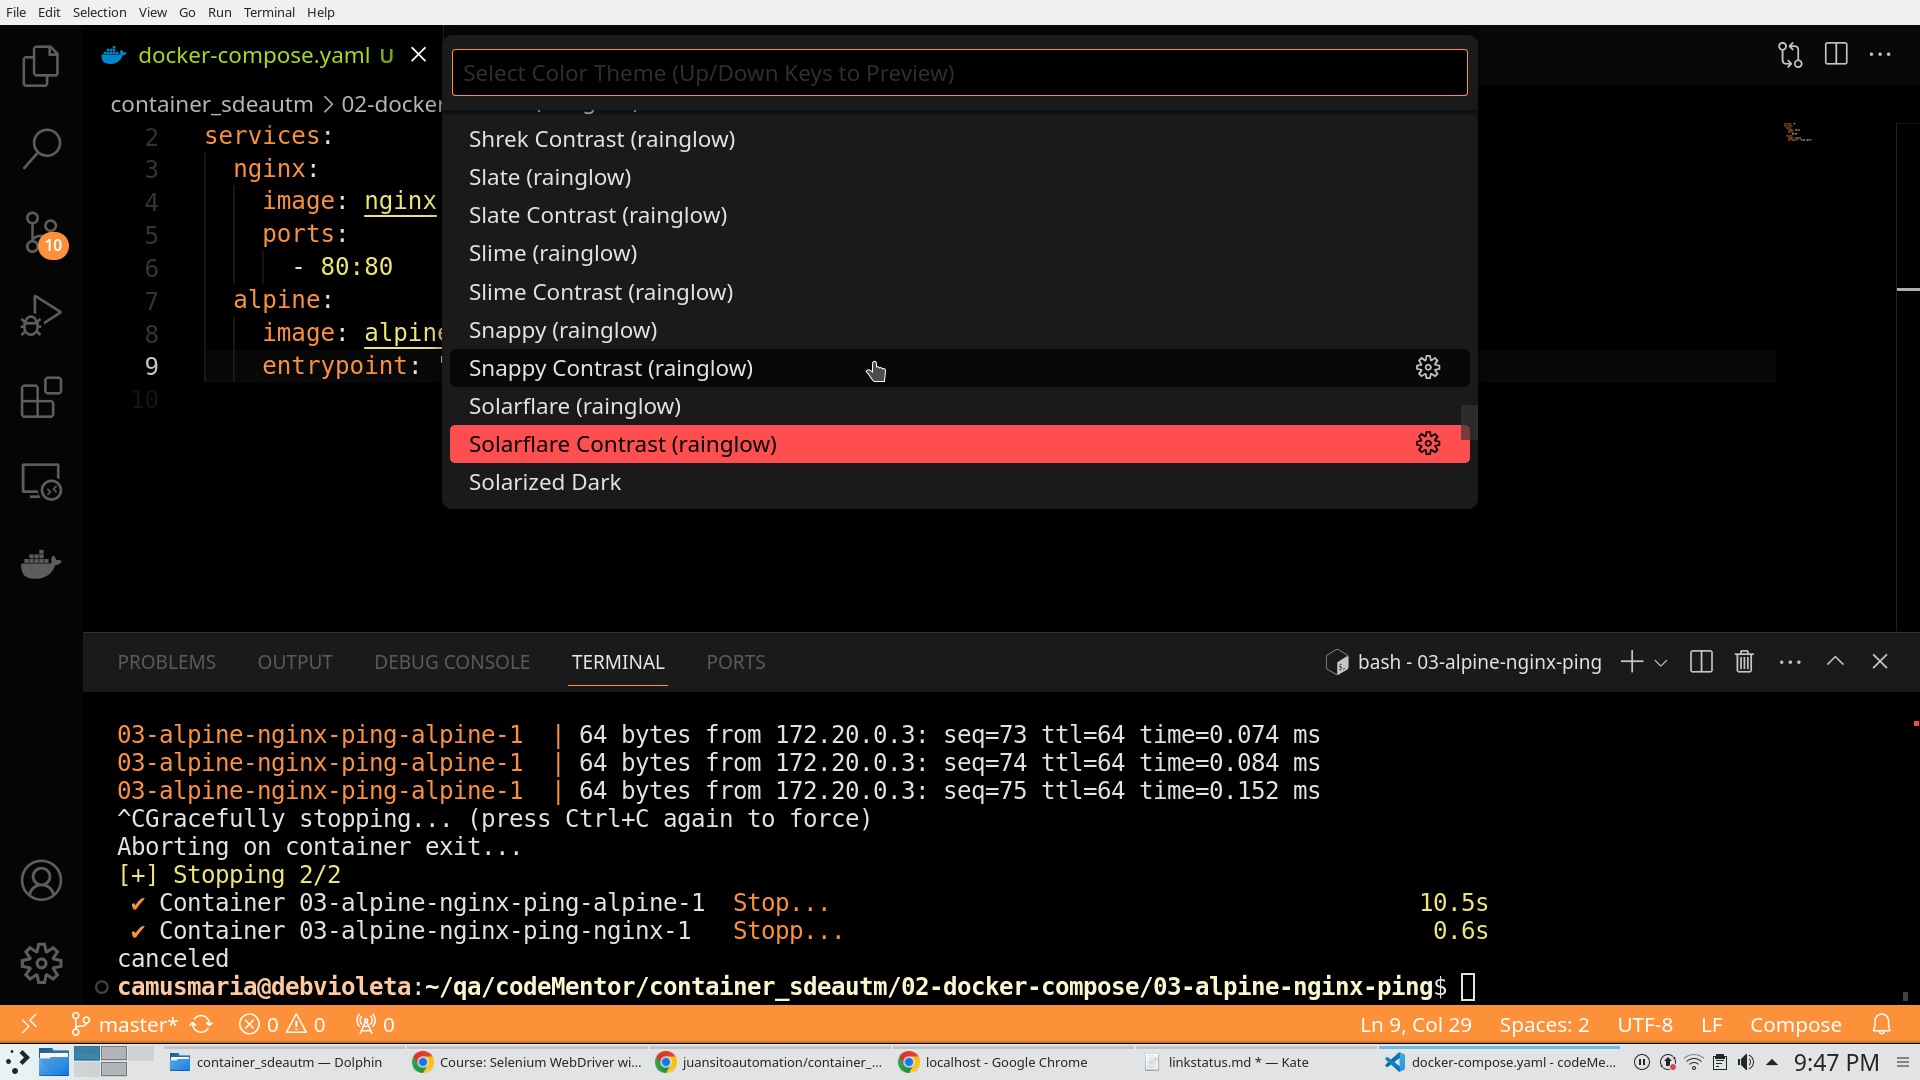 File Edit Selection View Go Run Terminal Help
docker-compose.yaml U
Select Color Theme (Up/Down Keys to Preview)
container_sdeautm > 02-docker
2 services:
3 nginx:
4 image: nginx
5 ports:
6 - 80:80
7 alpine:
8 image: alpine
9 entrypoint: "
10
Shrek Contrast (rainglow)
Slate (rainglow)
Slate Contrast (rainglow)
Slime (rainglow)
Slime Contrast (rainglow)
Snappy (rainglow)
Snappy Contrast (rainglow)
Solarflare (rainglow)
Solarflare Contrast (rainglow)
Solarized Dark
10
PROBLEMS OUTPUT DEBUG CONSOLE TERMINAL PORTS
bash - 03-alpine-nginx-ping
03-alpine-nginx-ping-alpine-1 | 64 bytes from 172.20.0.3: seq=73 ttl=64 time=0.074 ms
03-alpine-nginx-ping-alpine-1 | 64 bytes from 172.20.0.3: seq=74 ttl=64 time=0.084 ms
03-alpine-nginx-ping-alpine-1 | 64 bytes from 172.20.0.3: seq=75 ttl=64 time=0.152 ms
^CGracefully stopping... (press Ctrl+C again to force)
Aborting on container exit...
[+] Stopping 2/2
✔ Container 03-alpine-nginx-ping-alpine-1 Stop... 10.5s
✔ Container 03-alpine-nginx-ping-nginx-1 Stopp... 0.6s
canceled
camusmaria@debvioleta:~/qa/codeMentor/container_sdeautm/02-docker-compose/03-alpine-nginx-ping$
master* 0 0 0 Ln 9, Col 29 Spaces: 2 UTF-8 LF Compose
container_sdeautm — Dolphin Course: Selenium WebDriver wi... juansitoautomation/container_... localhost - Google Chrome linkstatus.md * — Kate docker-compose.yaml - codeMe... 9:47 PM